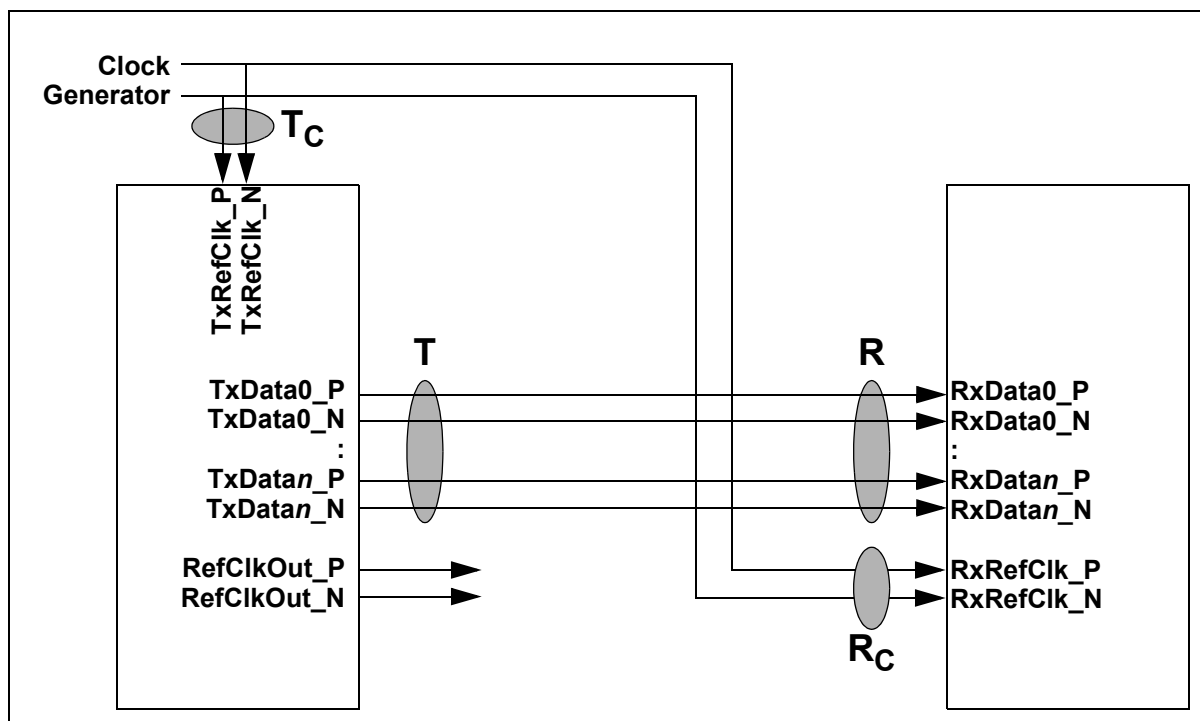 Clock
Generator
TC
TxRefClk_P
TxRefClk_N
T
R
TxData0_P
TxData0_N
:
TxDatan_P
TxDatan_N
RefClkOut_P
RefClkOut_N
RxData0_P
RxData0_N
:
RxDatan_P
RxDatan_N
RxRefClk_P
RxRefClk_N
RC